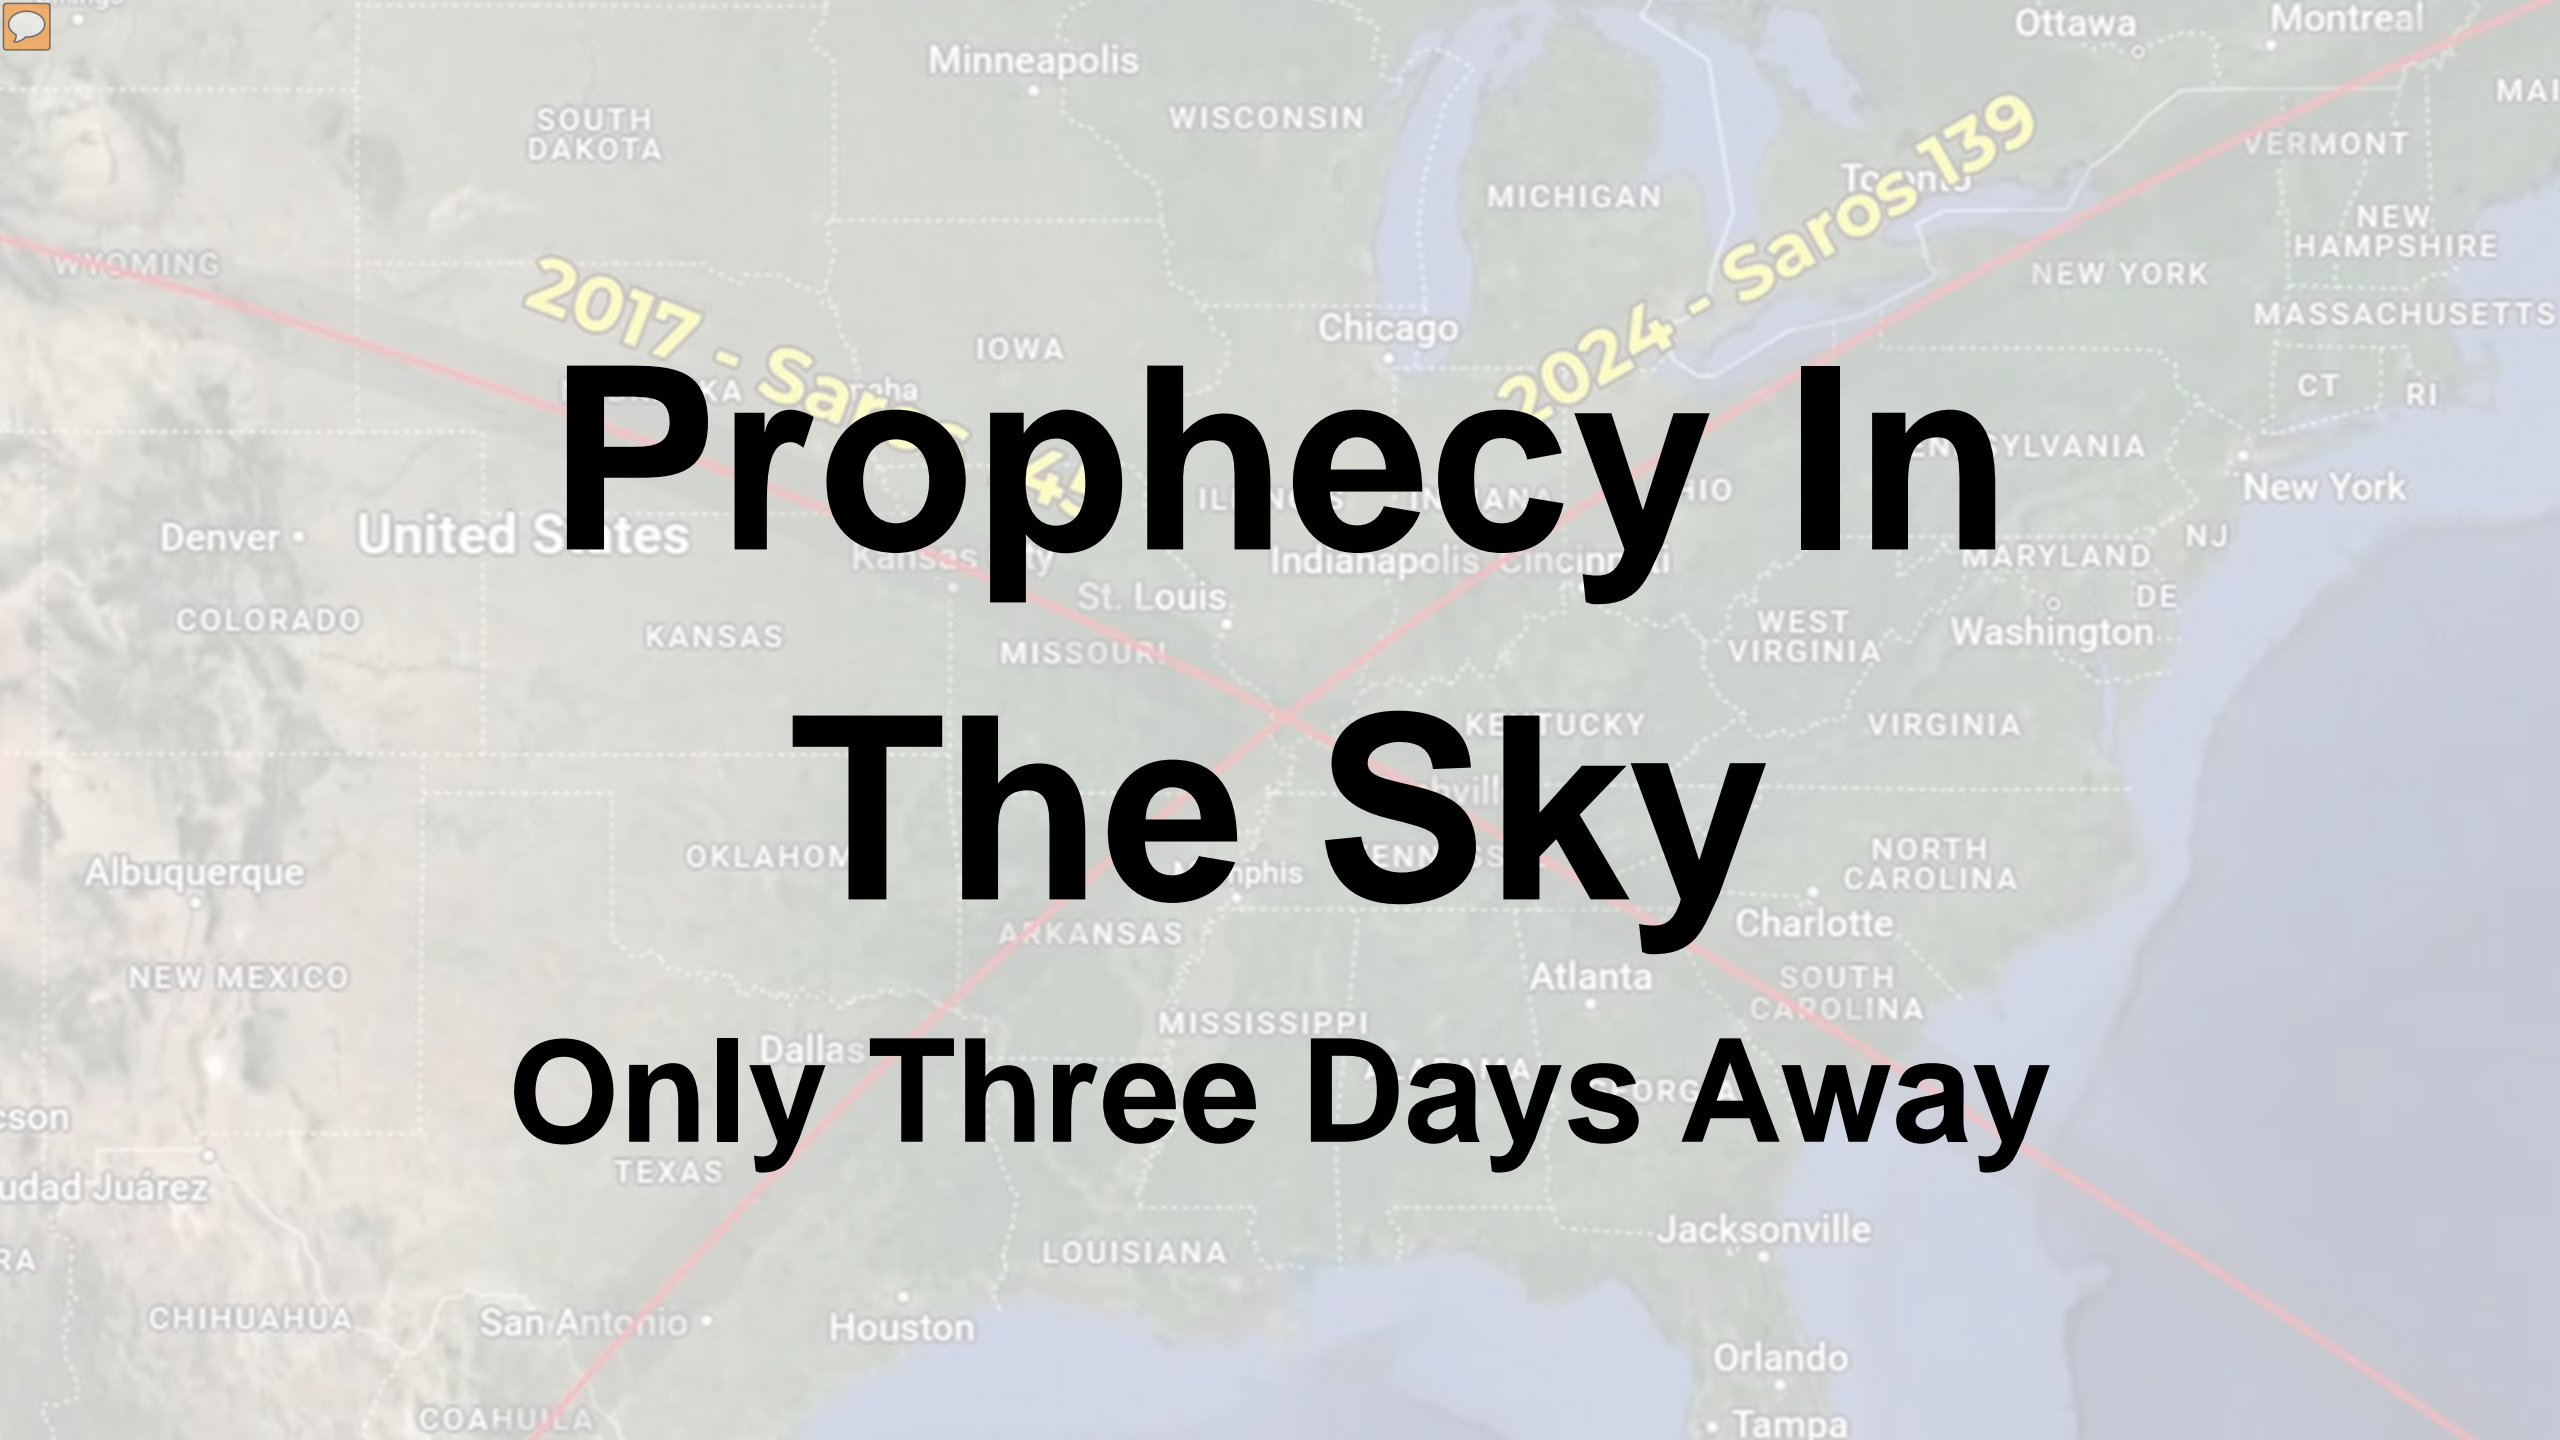 Ottawa
Montreal
Minneapolis
MAI
SOUTH
DAKOTA
WISCONSIN
VERMONT
MICHIGAN
2024 - Saros 139
NEW
HAMPSHIRE
WYOMING
NEW YORK
2017 -
MASSACHUSETTS
Chicago
IOWA
CT
RI
Prophecy In
New York
Denver
United States
NJ
MARYLAND
Indianapolis
DE
St. Louis
COLORADO
KANSAS
WEST
VIRGINIA
Washington
MISSOURI
KENTUCKY
VIRGINIA
The Sky
Albuquerque
NORTH
CAROLINA
Charlotte
ARKANSAS
NEW MEXICO
Atlanta
SOUTH
CAROLINA
MISSISSIPPI
Dallas
Only Three Days Away
TEXAS
Juárez
Jacksonville
LOUISIANA
CHIHUAHUA
San Antonio
Houston
Orlando
COAHUILA
Tampa